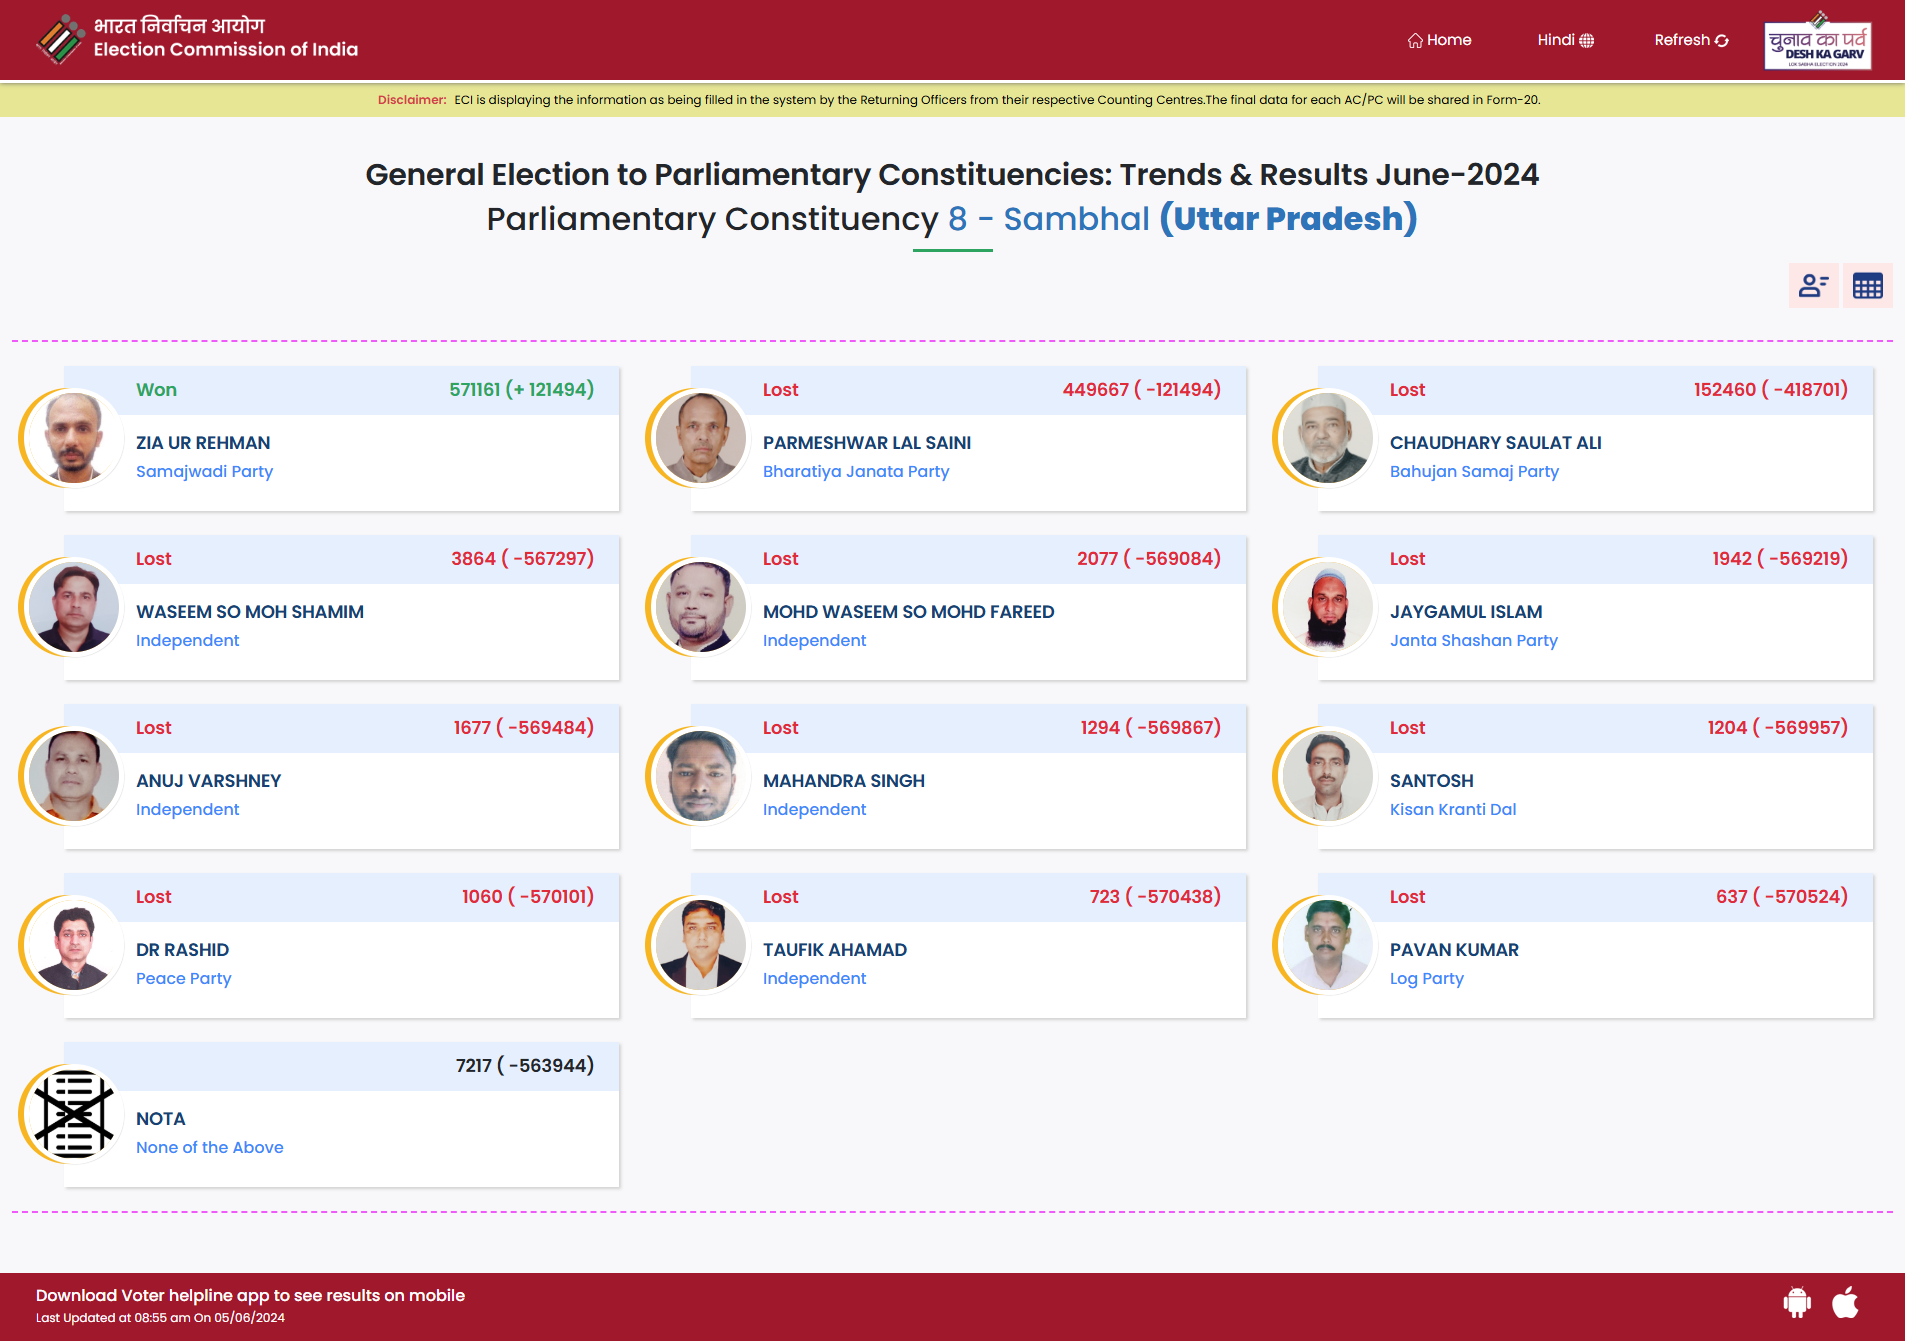 भारत निर्वाचन आयोग
Election Commission of India
Home
Hindi
Refresh
चुनाव का पर्व
DESH KA GARV
LOK SABHA ELECTION 2024
Disclaimer: ECI is displaying the information as being filled in the system by the Returning Officers from their respective Counting Centres.The final data for each AC/PC will be shared in Form-20.
General Election to Parliamentary Constituencies: Trends & Results June-2024
Parliamentary Constituency 8 - Sambhal (Uttar Pradesh)
Won 571161 (+ 121494)
ZIA UR REHMAN
Samajwadi Party
Lost 449667 ( -121494)
PARMESHWAR LAL SAINI
Bharatiya Janata Party
Lost 152460 ( -418701)
CHAUDHARY SAULAT ALI
Bahujan Samaj Party
Lost 3864 ( -567297)
WASEEM SO MOH SHAMIM
Independent
Lost 2077 ( -569084)
MOHD WASEEM SO MOHD FAREED
Independent
Lost 1942 ( -569219)
JAYGAMUL ISLAM
Janta Shashan Party
Lost 1677 ( -569484)
ANUJ VARSHNEY
Independent
Lost 1294 ( -569867)
MAHANDRA SINGH
Independent
Lost 1204 ( -569957)
SANTOSH
Kisan Kranti Dal
Lost 1060 ( -570101)
DR RASHID
Peace Party
Lost 723 ( -570438)
TAUFIK AHAMAD
Independent
Lost 637 ( -570524)
PAVAN KUMAR
Log Party
7217 ( -563944)
NOTA
None of the Above
Download Voter helpline app to see results on mobile
Last Updated at 08:55 am On 05/06/2024